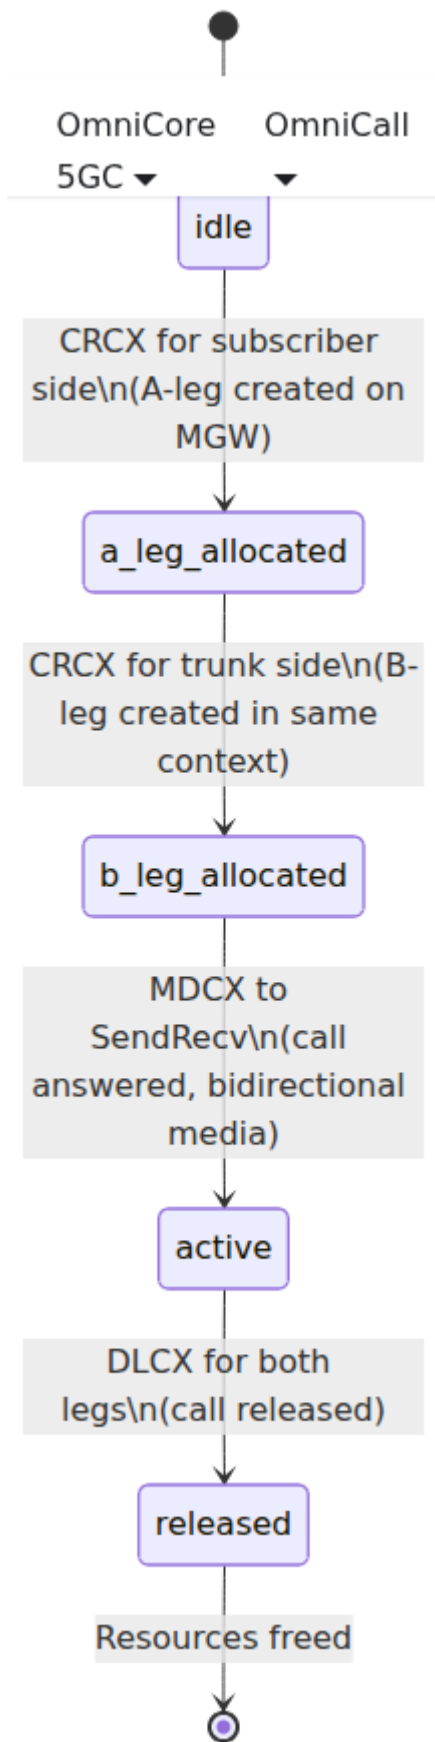 OmniCore OmniCall
5GC
idle
CRCX for subscriber
side\n(A-leg created on
MGW)
a_leg_allocated
CRCX for trunk side\n(B-
leg created in same
context)
b_leg_allocated
MDCX to
SendRecv\n(call
answered, bidirectional
media)
active
DLCX for both
legs\n(call released)
released
Resources freed